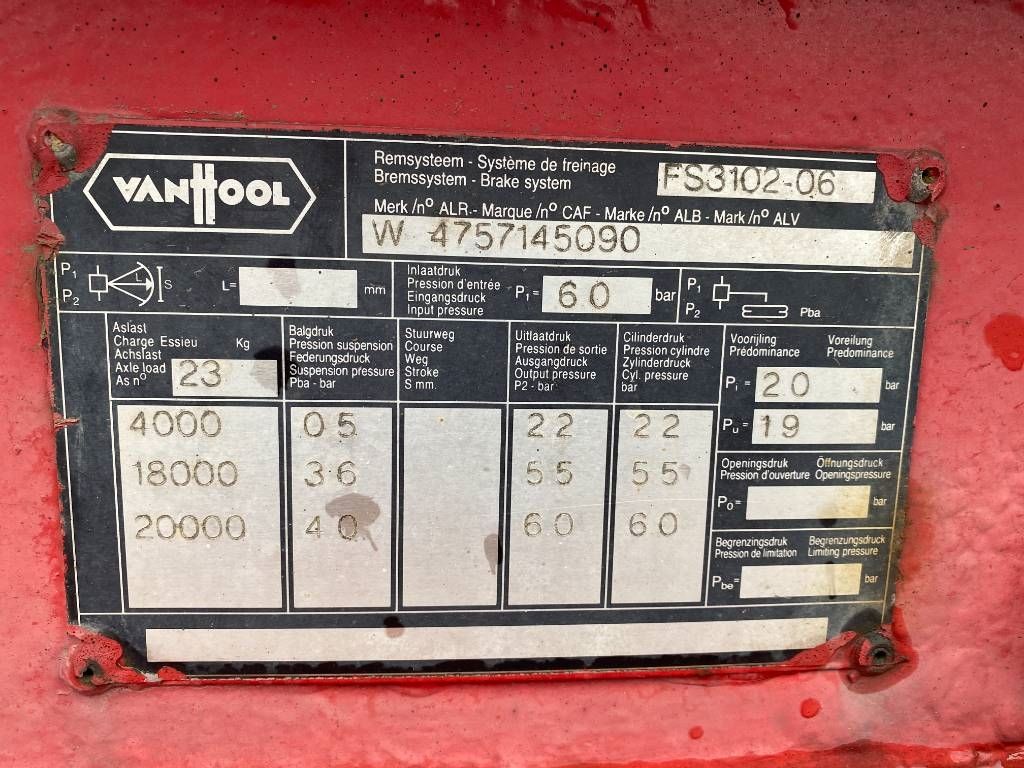 VANHOOL
Remsysteem - Système de freinage
Bremssystem - Brake system
FS3102-06
Merk /nº ALR.- Marque /nº CAF - Marke /nº ALB - Mark /nº ALV
W 4757145090
P1
P2
L
S
L= mm
Inlaatdruk
Pression d'entrée
Eingangsdruck
Input pressure
P1= 60 bar
P1
P2
Pba
Aslast
Charge Essieu Kg
Achslast
Axle load
As nº 23
Balgdruk
Pression suspension
Federungsdruck
Suspension pressure
Pba - bar
Stuurweg
Course
Weg
Stroke
S mm.
Uitlaatdruk
Pression de sortie
Ausgangdruck
Output pressure
P2 - bar
Cilinderdruk
Pression cylindre
Zylinderdruck
Cyl. pressure
bar
Voorijling Voreilung
Prédominance Predominance
Pi = 20 bar
Pu = 19 bar
4000 05 22 22
18000 36 55 55
20000 40 60 60
Openingsdruk Öffnungsdruck
Pression d'ouverture Openingspressure
Po= bar
Begrenzingsdruk Begrenzungsdruck
Pression de limitation Limiting pressure
Pbe= bar